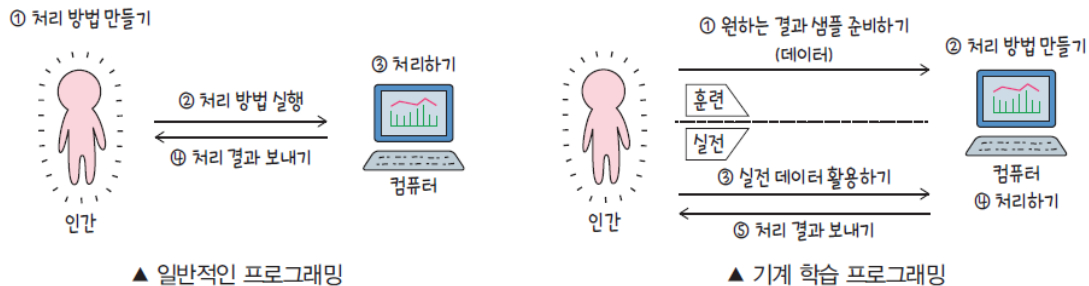 ① 처리 방법 만들기
② 처리 방법 실행
④ 처리 결과 보내기
③ 처리하기
인간
컴퓨터
▲ 일반적인 프로그래밍
① 원하는 결과 샘플 준비하기
(데이터)
② 처리 방법 만들기
훈련
실전
③ 실전 데이터 활용하기
⑤ 처리 결과 보내기
인간
컴퓨터
④ 처리하기
▲ 기계 학습 프로그래밍